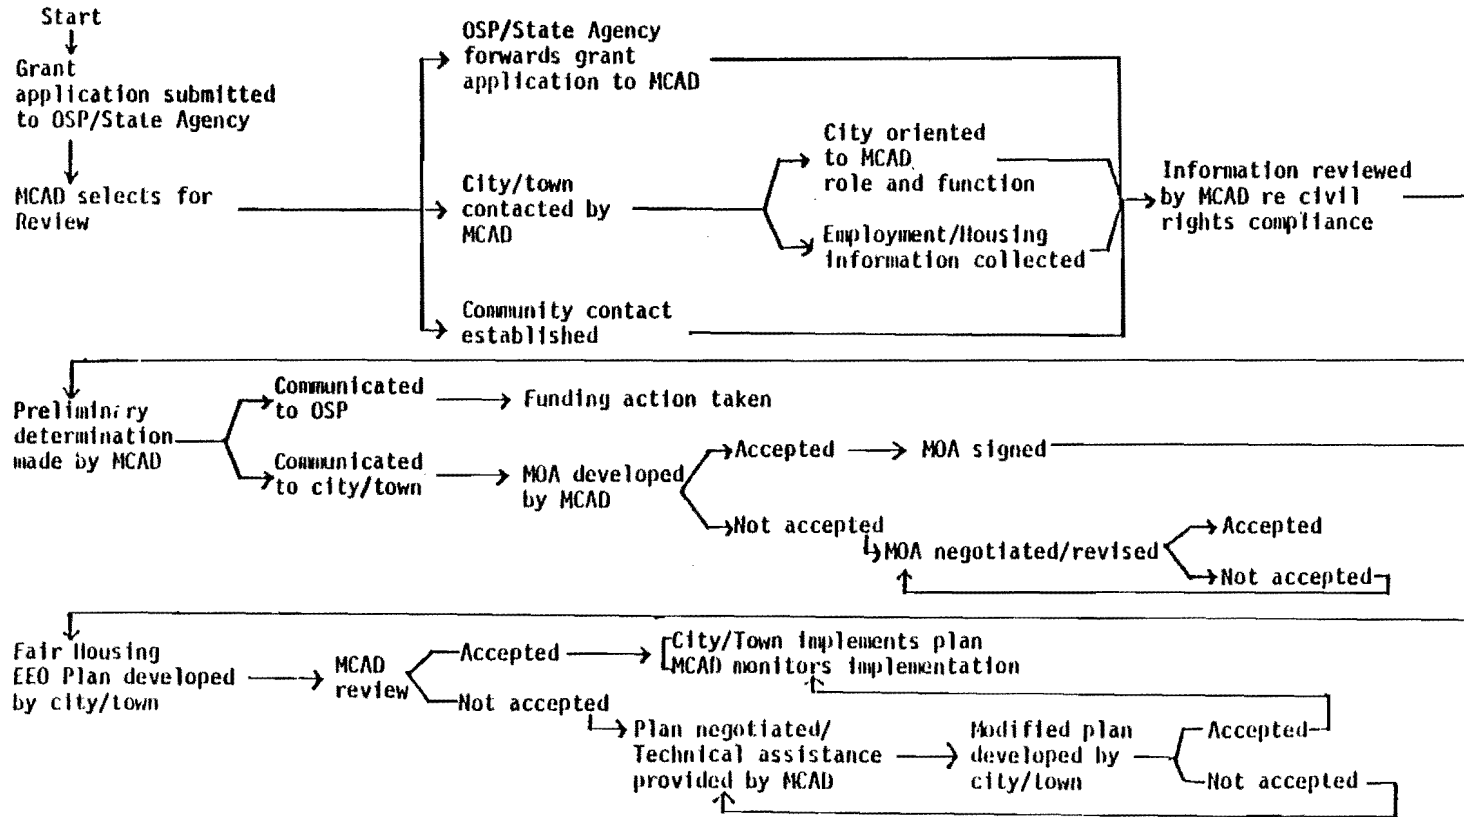 Start
Grant
application submitted
to OSP/State Agency
MCAD selects for
Review
OSP/State Agency
forwards grant
application to MCAD
City/town
contacted by
MCAD
Community contact
established
City oriented
to MCAD
role and function
Employment/Housing
information collected
Information reviewed
by MCAD re civil
rights compliance
Preliminary
determination
made by MCAD
Communicated
to OSP
Funding action taken
Communicated
to city/town
MOA developed
by MCAD
Accepted
MOA signed
Not accepted
MOA negotiated/revised
Accepted
Not accepted
Fair Housing
EEO Plan developed
by city/town
MCAD
review
Accepted
City/Town implements plan
MCAD monitors implementation
Not accepted
Plan negotiated/
Technical assistance
provided by MCAD
Modified plan
developed by
city/town
Accepted
Not accepted